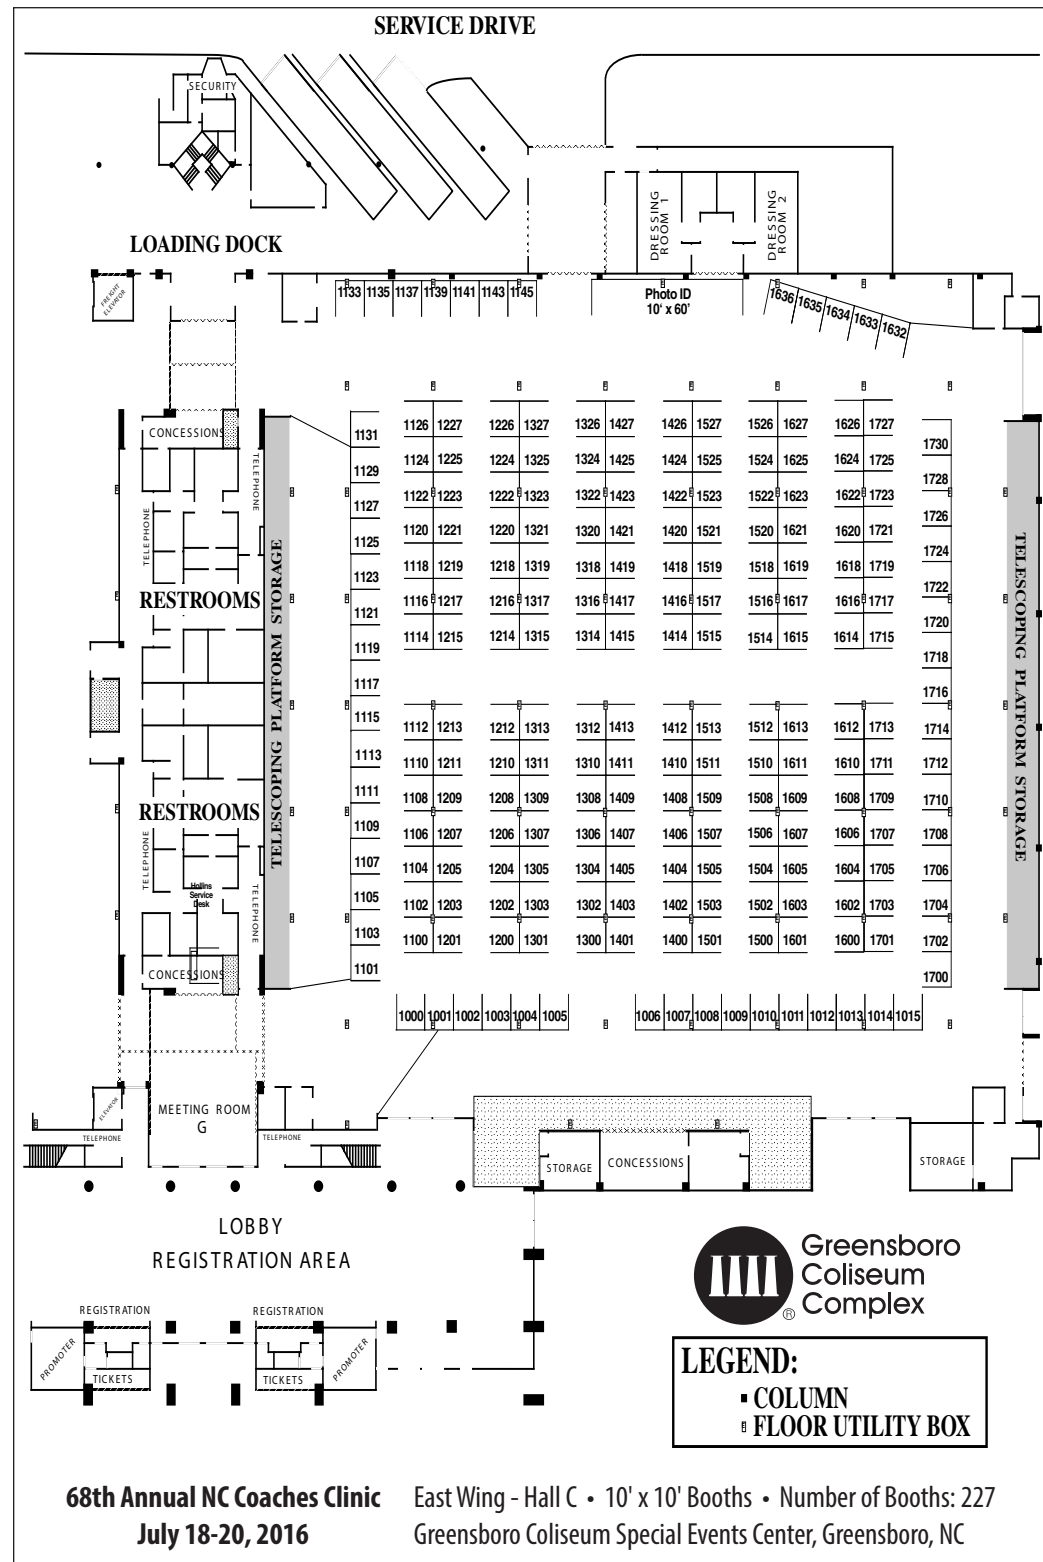 SERVICE DRIVE
SECURITY
DRESSING ROOM 1
DRESSING ROOM 2
LOADING DOCK
FREIGHT ELEVATOR
1133 1135 1137 1139 1141 1143 1145
Photo ID
10' x 60'
1636 1635 1634 1633 1632
CONCESSIONS
TELEPHONE
TELEPHONE
RESTROOMS
RESTROOMS
TELEPHONE
TELEPHONE
Hollins
Service
Desk
CONCESSIONS
TELESCOPING PLATFORM STORAGE
1131
1129
1127
1125
1123
1121
1119
1117
1115
1113
1111
1109
1107
1105
1103
1101
1126 1227 1226 1327 1326 1427 1426 1527 1526 1627 1626 1727
1124 1225 1224 1325 1324 1425 1424 1525 1524 1625 1624 1725
1122 1223 1222 1323 1322 1423 1422 1523 1522 1623 1622 1723
1120 1221 1220 1321 1320 1421 1420 1521 1520 1621 1620 1721
1118 1219 1218 1319 1318 1419 1418 1519 1518 1619 1618 1719
1116 1217 1216 1317 1316 1417 1416 1517 1516 1617 1616 1717
1114 1215 1214 1315 1314 1415 1414 1515 1514 1615 1614 1715
1112 1213 1212 1313 1312 1413 1412 1513 1512 1613 1612 1713
1110 1211 1210 1311 1310 1411 1410 1511 1510 1611 1610 1711
1108 1209 1208 1309 1308 1409 1408 1509 1508 1609 1608 1709
1106 1207 1206 1307 1306 1407 1406 1507 1506 1607 1606 1707
1104 1205 1204 1305 1304 1405 1404 1505 1504 1605 1604 1705
1102 1203 1202 1303 1302 1403 1402 1503 1502 1603 1602 1703
1100 1201 1200 1301 1300 1401 1400 1501 1500 1601 1600 1701
1730
1728
1726
1724
1722
1720
1718
1716
1714
1712
1710
1708
1706
1704
1702
1700
TELESCOPING PLATFORM STORAGE
1000 1001 1002 1003 1004 1005 1006 1007 1008 1009 1010 1011 1012 1013 1014 1015
ELEVATOR
MEETING ROOM
G
TELEPHONE
TELEPHONE
STORAGE
CONCESSIONS
STORAGE
LOBBY
REGISTRATION AREA
REGISTRATION
REGISTRATION
PROMOTER
TICKETS
TICKETS
PROMOTER
®
Greensboro
Coliseum
Complex
LEGEND:
COLUMN
FLOOR UTILITY BOX
68th Annual NC Coaches Clinic
July 18-20, 2016
East Wing - Hall C • 10' x 10' Booths • Number of Booths: 227
Greensboro Coliseum Special Events Center, Greensboro, NC